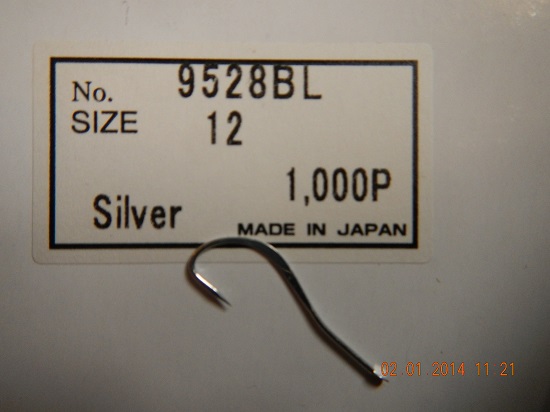 No. 9528BL
SIZE 12
1,000P
Silver MADE IN JAPAN
02.01 2014 11:21